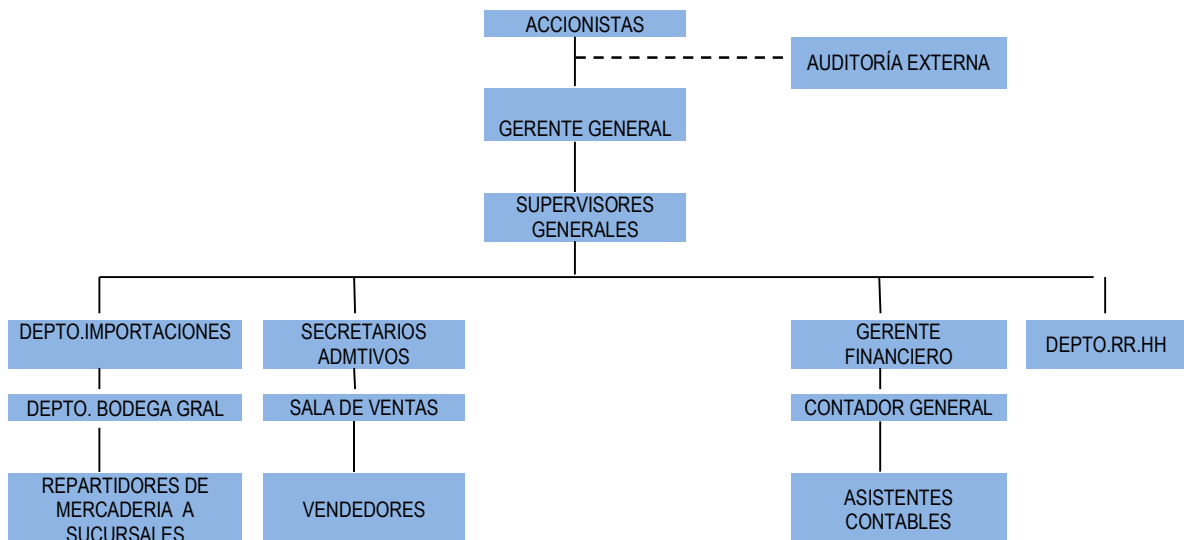 ACCIONISTAS
AUDITORÍA EXTERNA
GERENTE GENERAL
SUPERVISORES
GENERALES
DEPTO.IMPORTACIONES
SECRETARIOS
ADMTIVOS
GERENTE
FINANCIERO
DEPTO.RR.HH
DEPTO. BODEGA GRAL
SALA DE VENTAS
CONTADOR GENERAL
REPARTIDORES DE
MERCADERIA A
SUCURSALES
VENDEDORES
ASISTENTES
CONTABLES